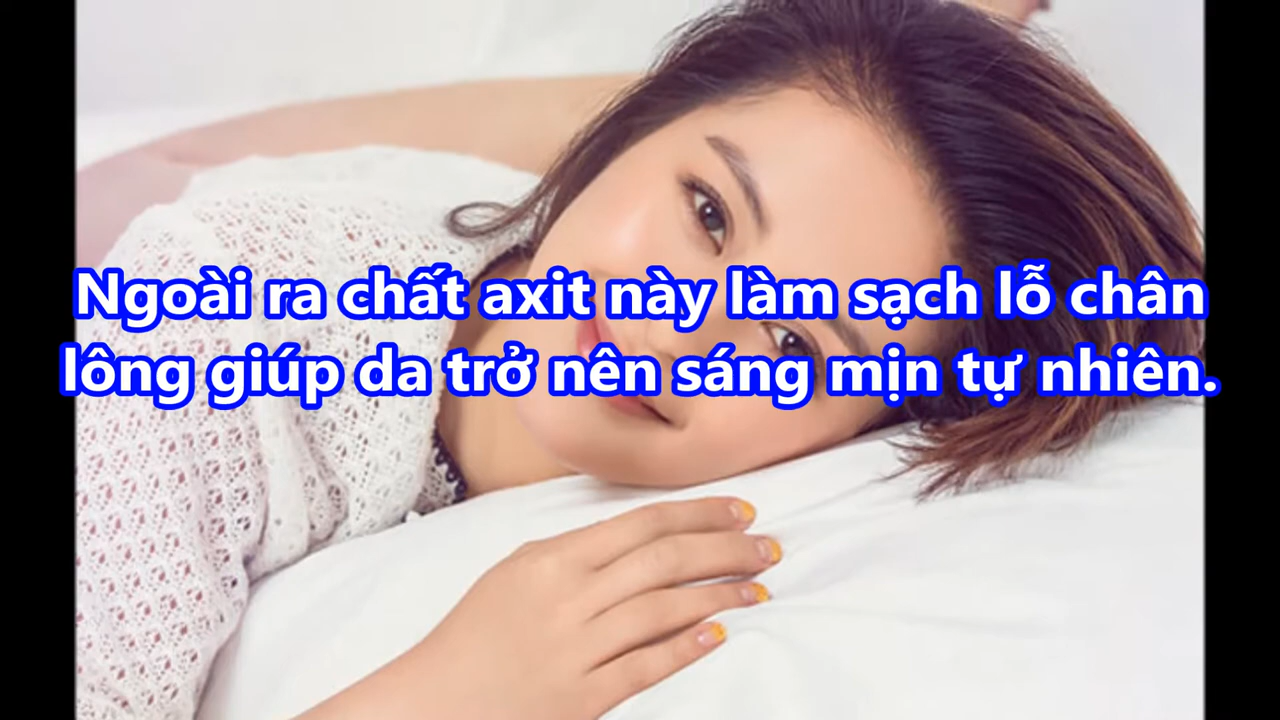 Ngoài ra chất axit này làm sạch lỗ chân
lông giúp da trở nên sáng mịn tự nhiên.